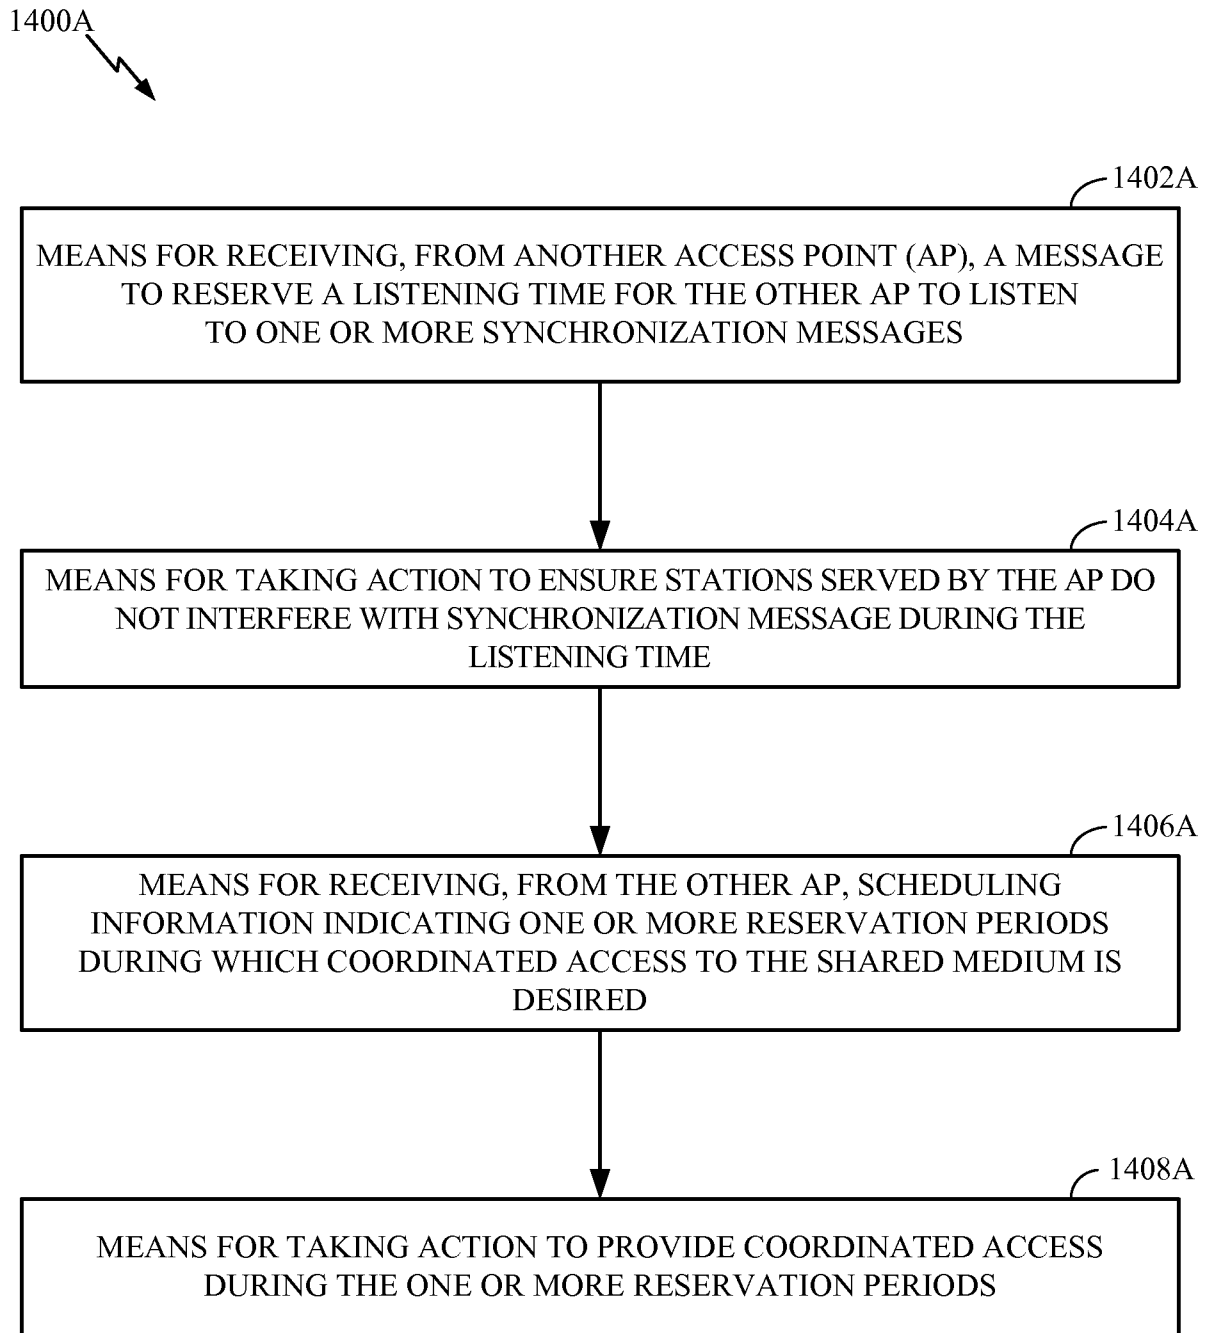 1400A
1402A
MEANS FOR RECEIVING, FROM ANOTHER ACCESS POINT (AP), A MESSAGE
TO RESERVE A LISTENING TIME FOR THE OTHER AP TO LISTEN
TO ONE OR MORE SYNCHRONIZATION MESSAGES
1404A
MEANS FOR TAKING ACTION TO ENSURE STATIONS SERVED BY THE AP DO
NOT INTERFERE WITH SYNCHRONIZATION MESSAGE DURING THE
LISTENING TIME
1406A
MEANS FOR RECEIVING, FROM THE OTHER AP, SCHEDULING
INFORMATION INDICATING ONE OR MORE RESERVATION PERIODS
DURING WHICH COORDINATED ACCESS TO THE SHARED MEDIUM IS
DESIRED
1408A
MEANS FOR TAKING ACTION TO PROVIDE COORDINATED ACCESS
DURING THE ONE OR MORE RESERVATION PERIODS